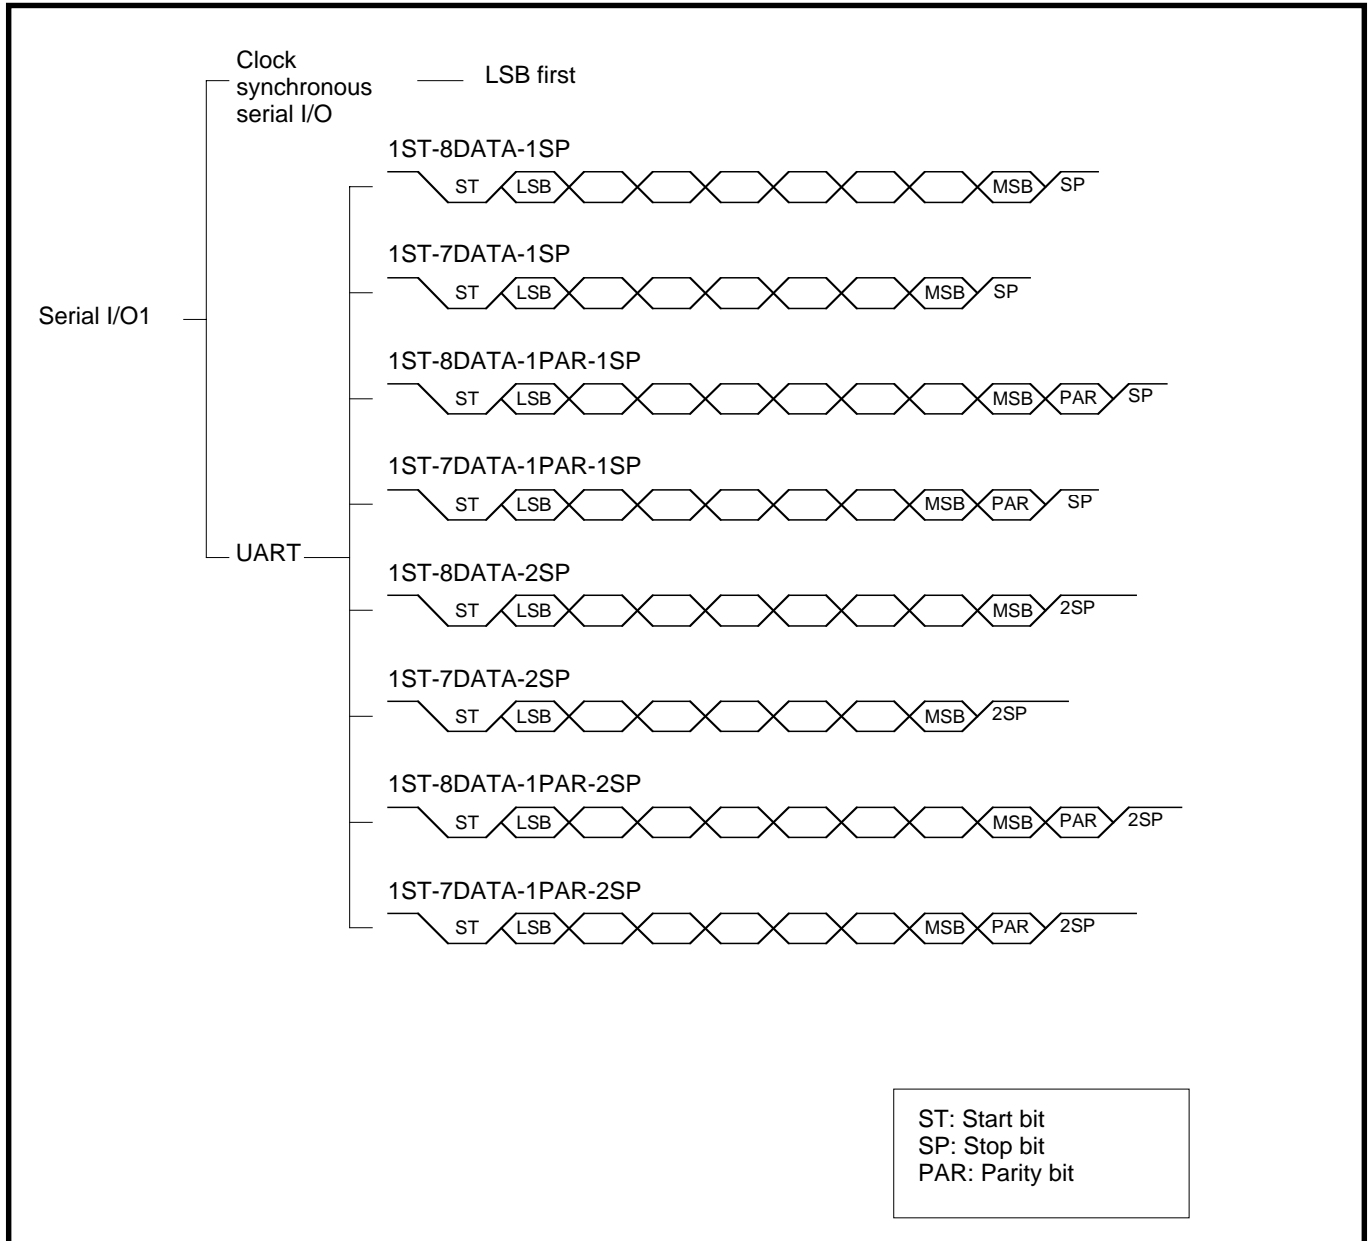 Clock
synchronous
serial I/O
LSB first
1ST-8DATA-1SP
ST LSB MSB SP
1ST-7DATA-1SP
ST LSB MSB SP
Serial I/O1
1ST-8DATA-1PAR-1SP
ST LSB MSB PAR SP
1ST-7DATA-1PAR-1SP
ST LSB MSB PAR SP
UART
1ST-8DATA-2SP
ST LSB MSB 2SP
1ST-7DATA-2SP
ST LSB MSB 2SP
1ST-8DATA-1PAR-2SP
ST LSB MSB PAR 2SP
1ST-7DATA-1PAR-2SP
ST LSB MSB PAR 2SP
ST: Start bit
SP: Stop bit
PAR: Parity bit